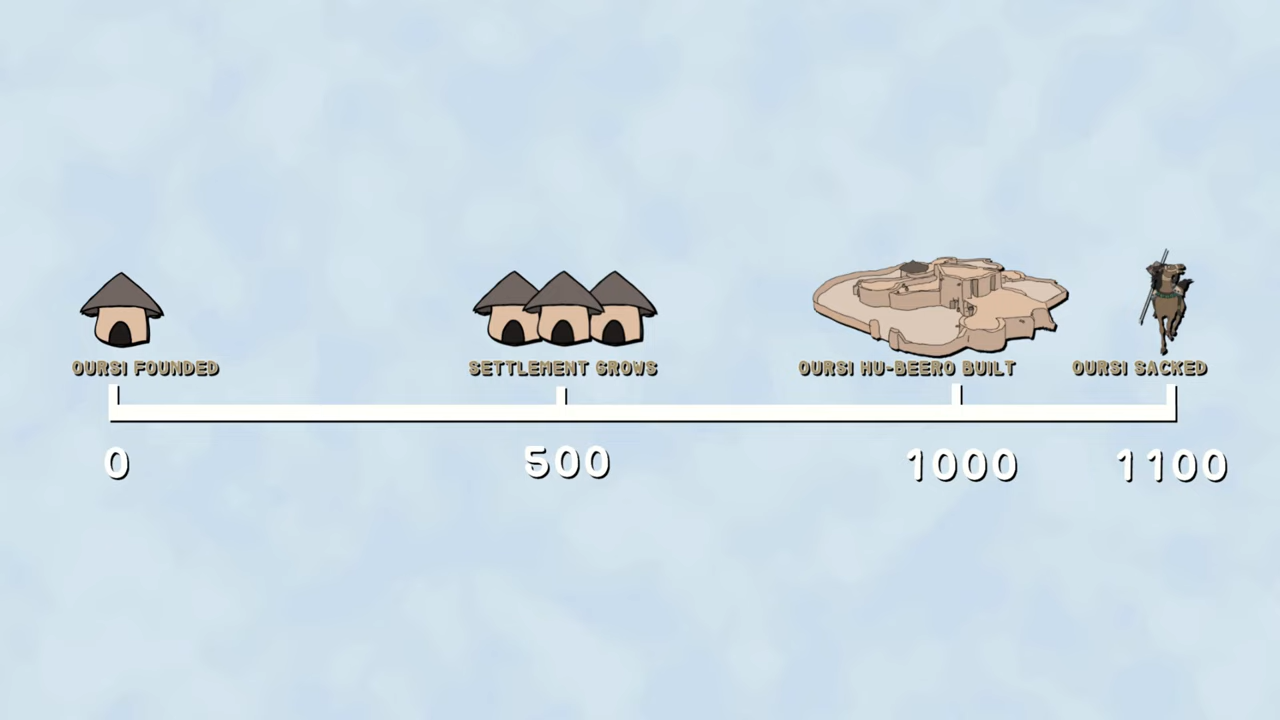 OURSI FOUNDED
SETTLEMENT GROWS
OURSI HU-BEERO BUILT
OURSI SACKED
0
500
1000
1100